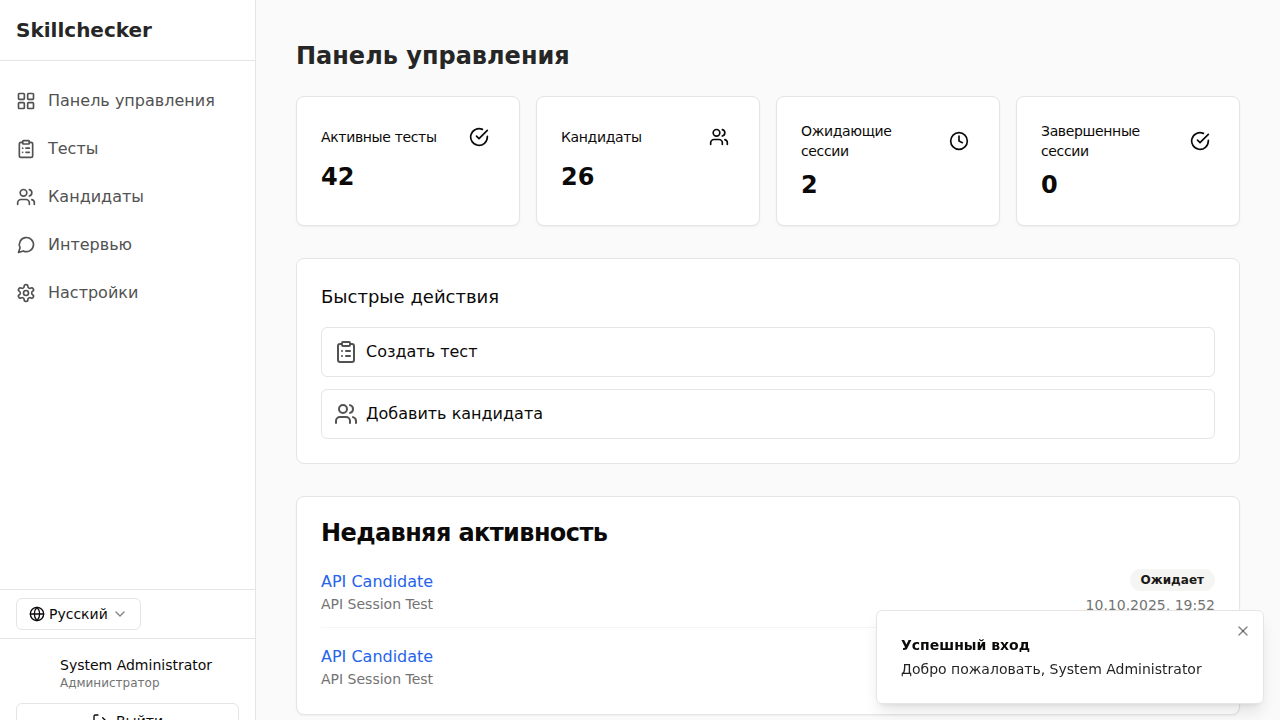 Skillchecker
Панель управления
Тесты
Кандидаты
Интервью
Настройки
Русский
System Administrator
Администратор
Выйти
Панель управления
Активные тесты
42
Кандидаты
26
Ожидающие
сессии
2
Завершенные
сессии
0
Быстрые действия
Создать тест
Добавить кандидата
Недавняя активность
API Candidate
API Session Test
Ожидает
10.10.2025, 19:52
API Candidate
API Session Test
Успешный вход
Добро пожаловать, System Administrator